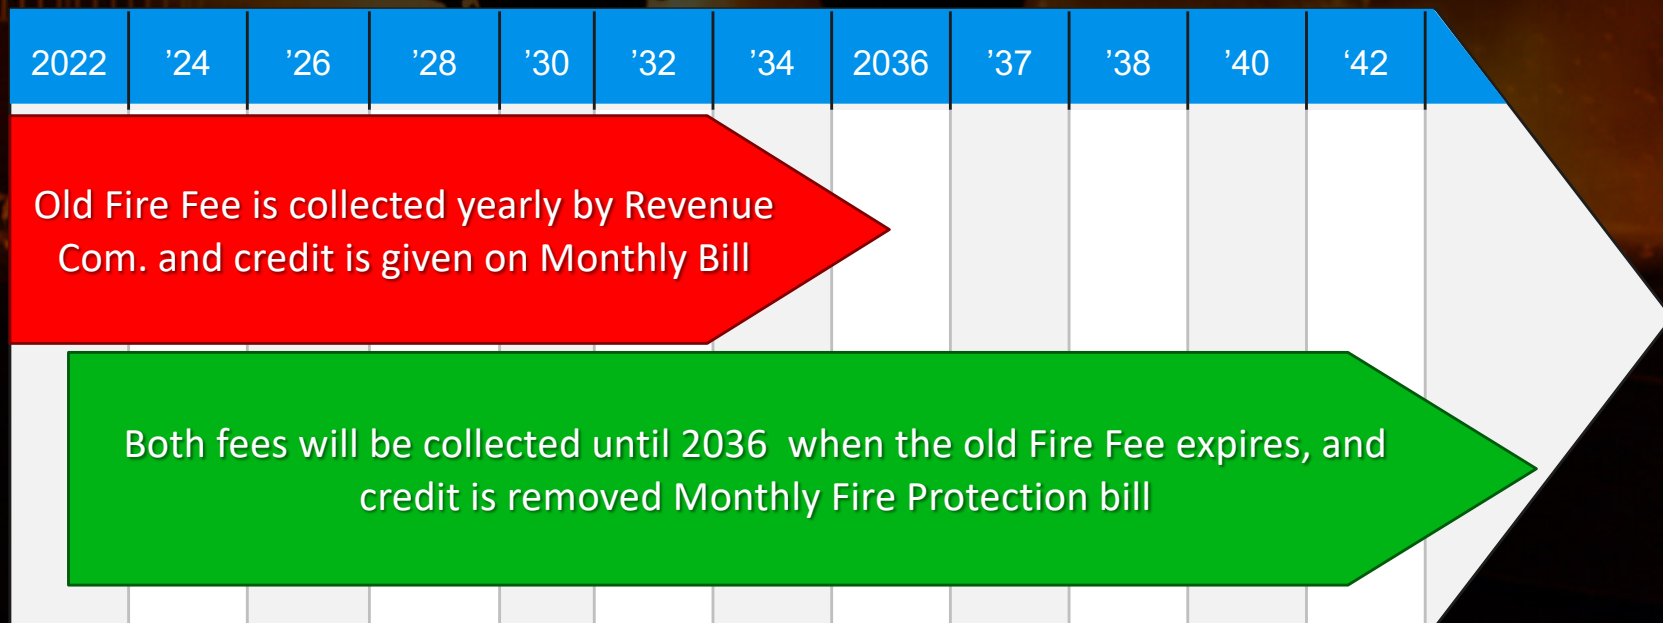 2022 ’24 ’26 ’28 ’30 ’32 ’34 2036 ’37 ’38 ’40 ‘42
Old Fire Fee is collected yearly by Revenue
Com. and credit is given on Monthly Bill
Both fees will be collected until 2036  when the old Fire Fee expires, and
credit is removed Monthly Fire Protection bill